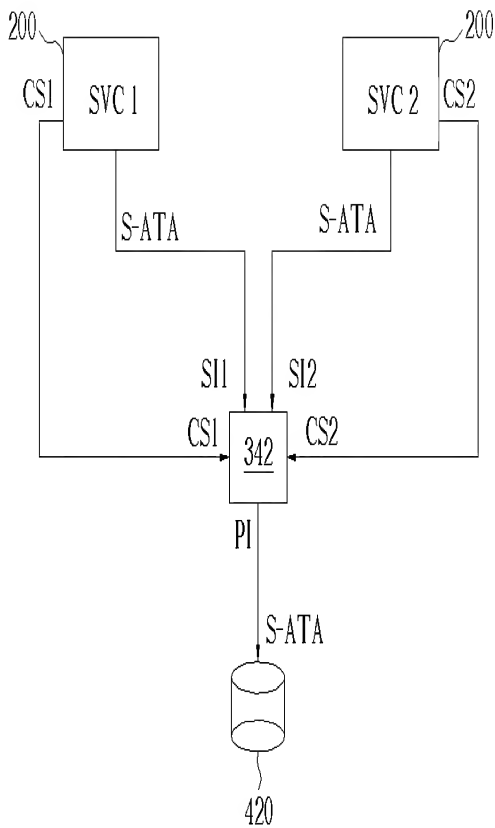 200
200
CS1
SVC 1
SVC 2
CS2
S-ATA
S-ATA
SI1
SI2
CS1
342
CS2
PI
S-ATA
420